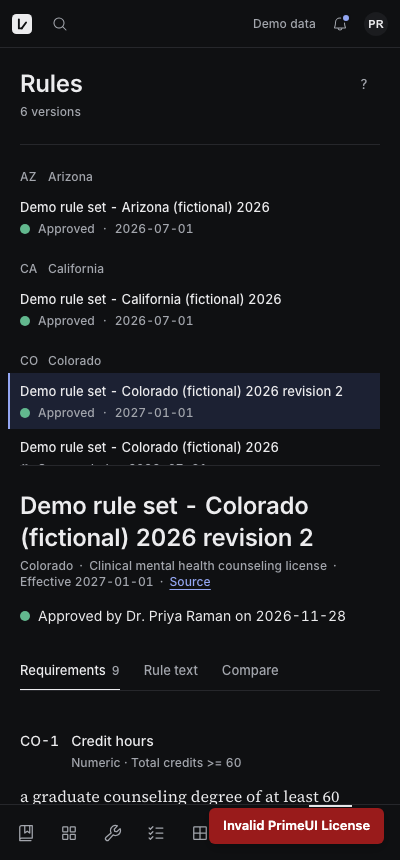 Demo data
PR
Rules
?
6 versions
AZ Arizona
Demo rule set - Arizona (fictional) 2026
Approved · 2026-07-01
CA California
Demo rule set - California (fictional) 2026
Approved · 2026-07-01
CO Colorado
Demo rule set - Colorado (fictional) 2026 revision 2
Approved · 2027-01-01
Demo rule set - Colorado (fictional) 2026
Demo rule set - Colorado
(fictional) 2026 revision 2
Colorado · Clinical mental health counseling license ·
Effective 2027-01-01 · Source
Approved by Dr. Priya Raman on 2026-11-28
Requirements 9 Rule text Compare
CO-1 Credit hours
Numeric · Total credits >= 60
a graduate counseling degree of at least 60
Invalid PrimeUI License